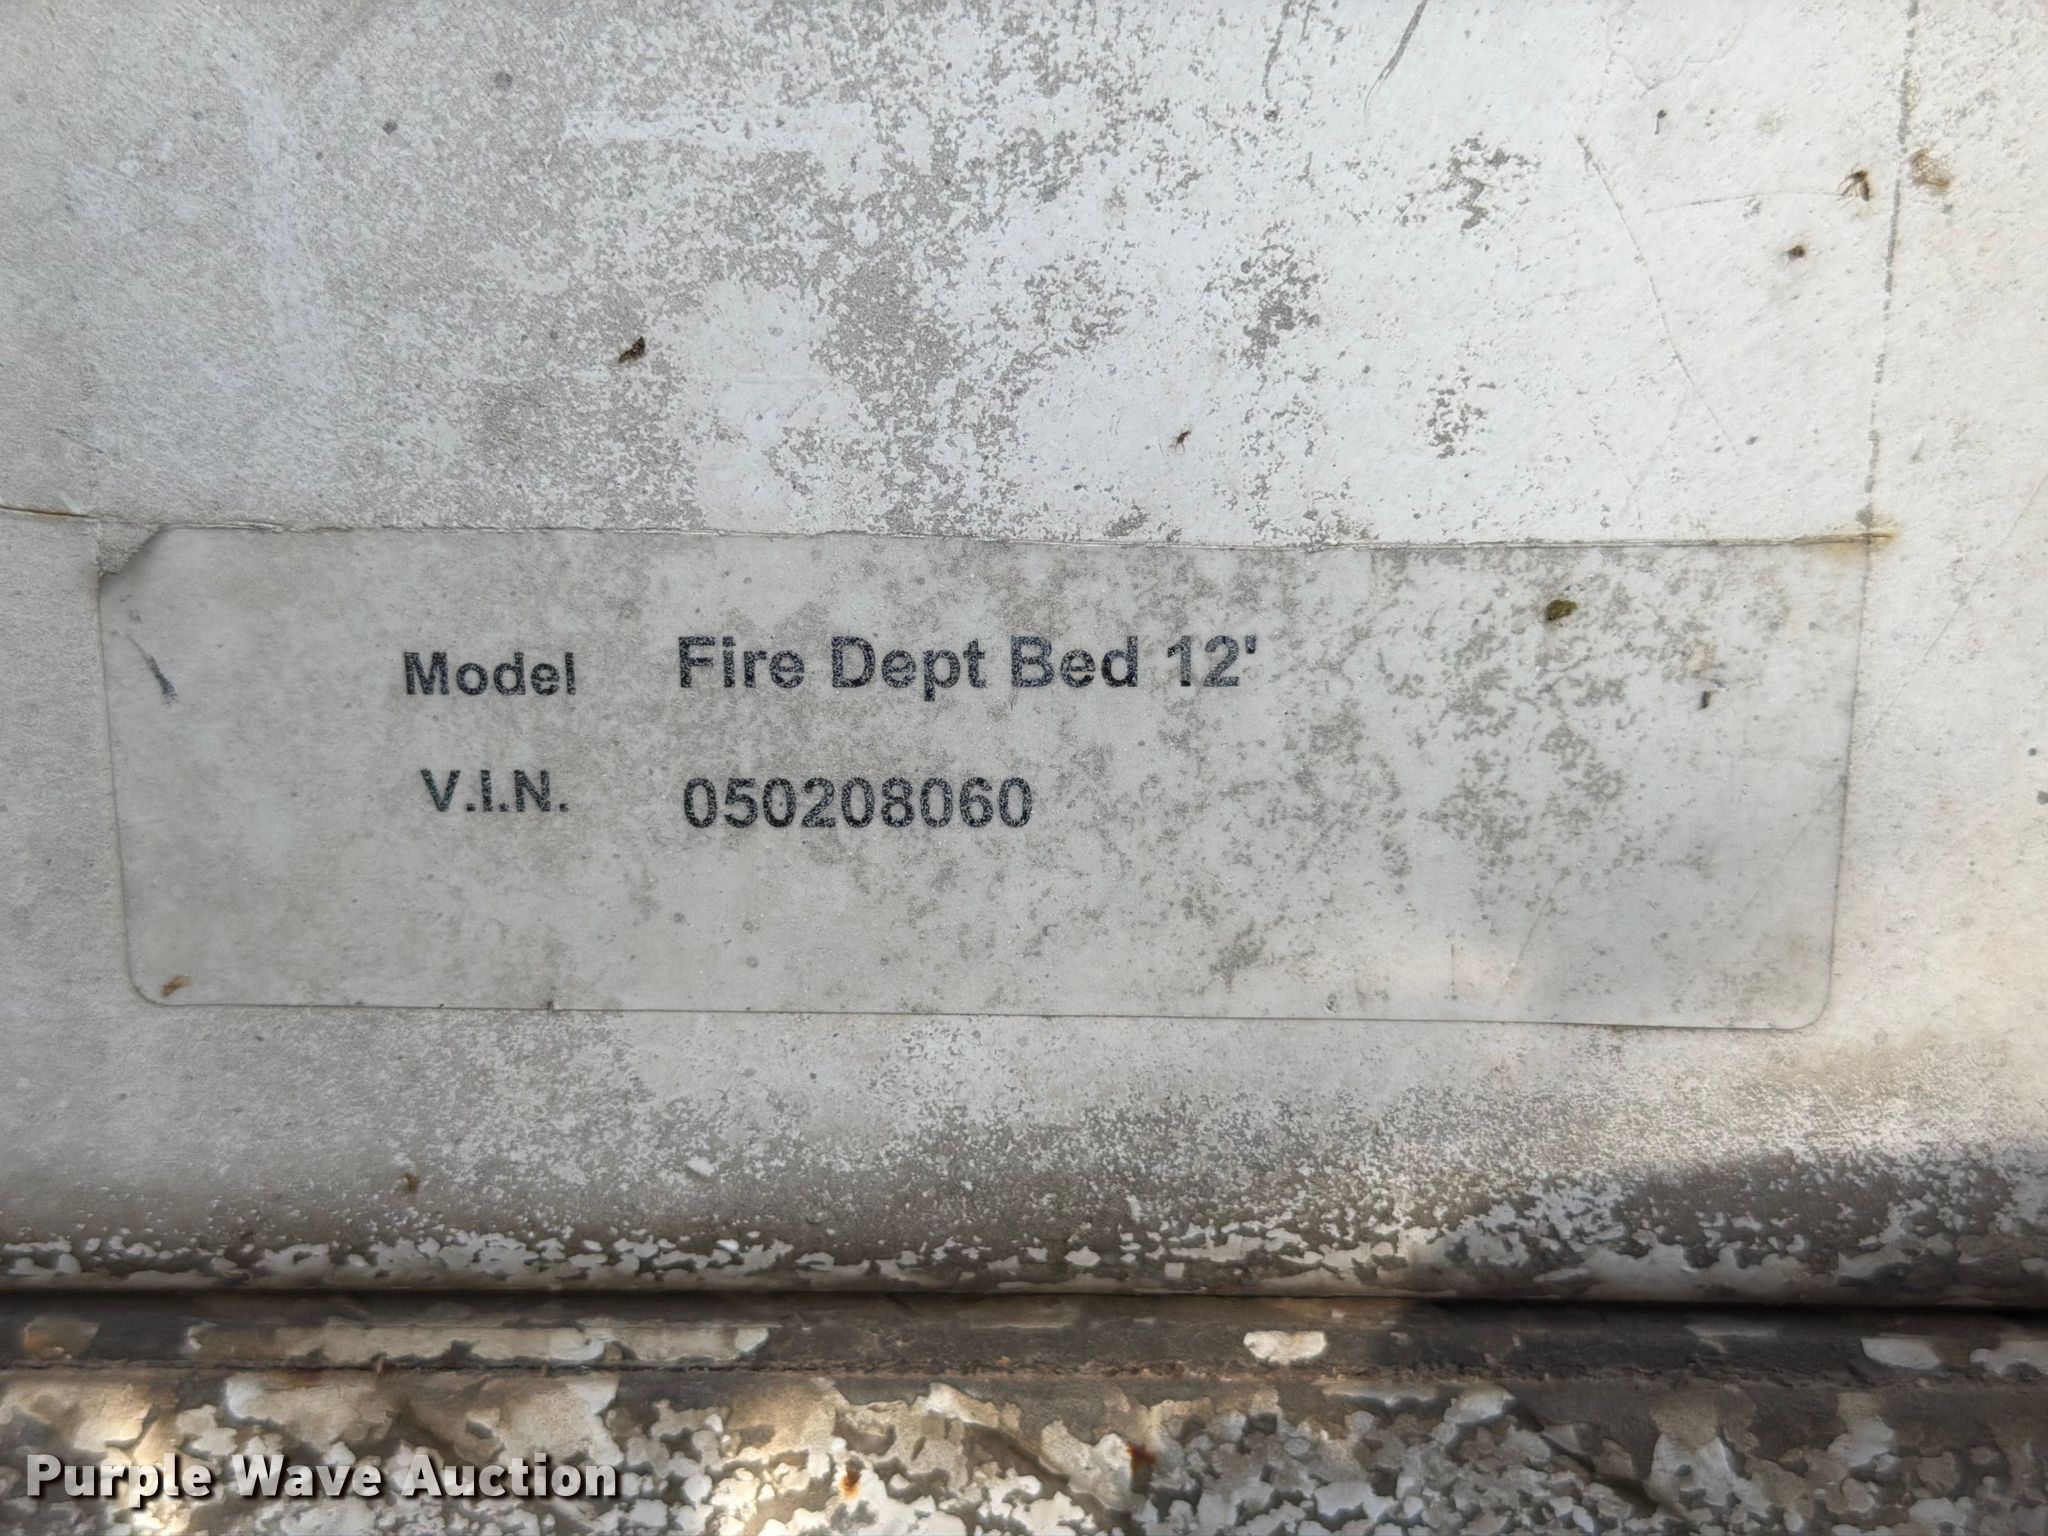 Model Fire Dept Bed 12'
V.I.N. 050208060
Purple Wave Auction